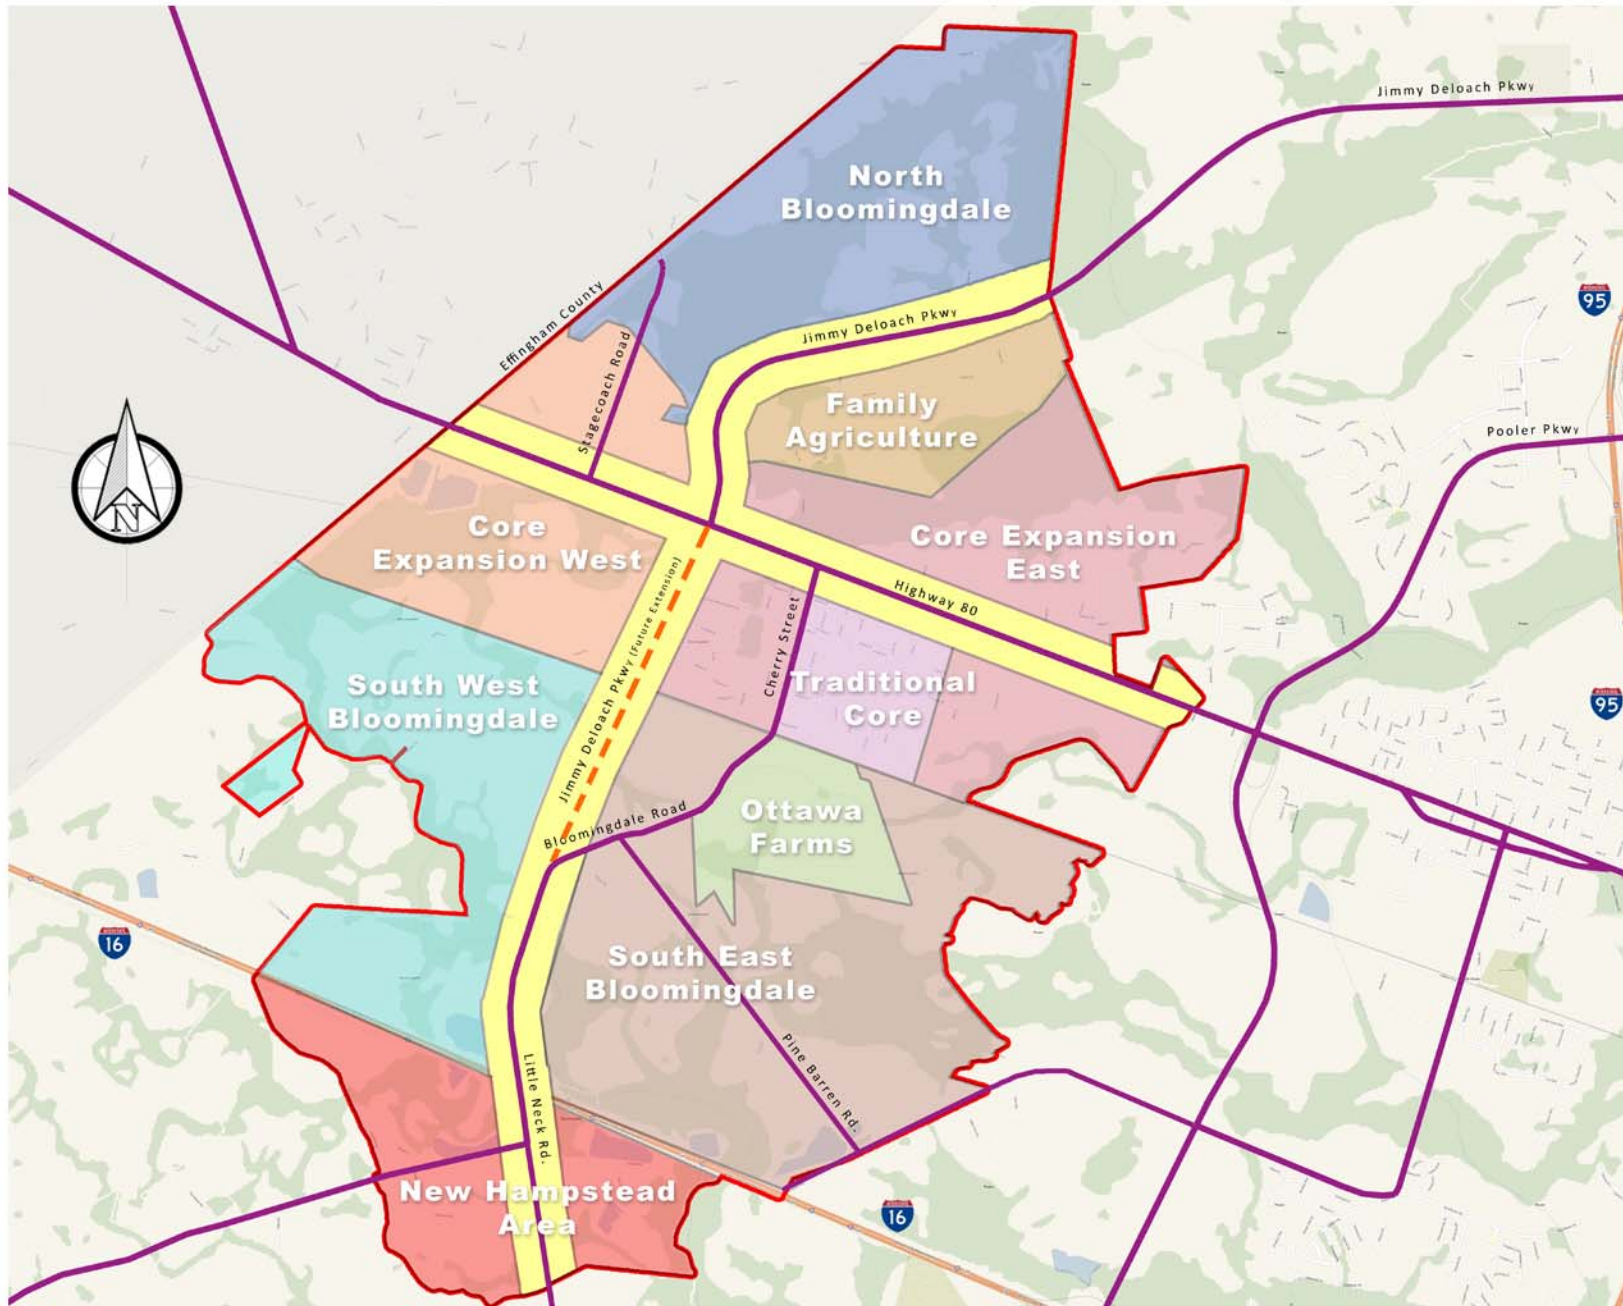 Jimmy Deloach Pkwy
North
Bloomingdale
95
Effingham County
Jimmy Deloach Pkwy
Stagecoach Road
Family
Agriculture
Pooler Pkwy
N
Core
Expansion West
Core Expansion
East
Highway 80
Jimmy Deloach Pkwy (Future Extension)
Cherry Street
South West
Bloomingdale
Traditional
Core
95
Ottawa
Farms
Bloomingdale Road
16
South East
Bloomingdale
Pine Barren Rd.
Little Neck Rd.
New Hampstead
Area
16